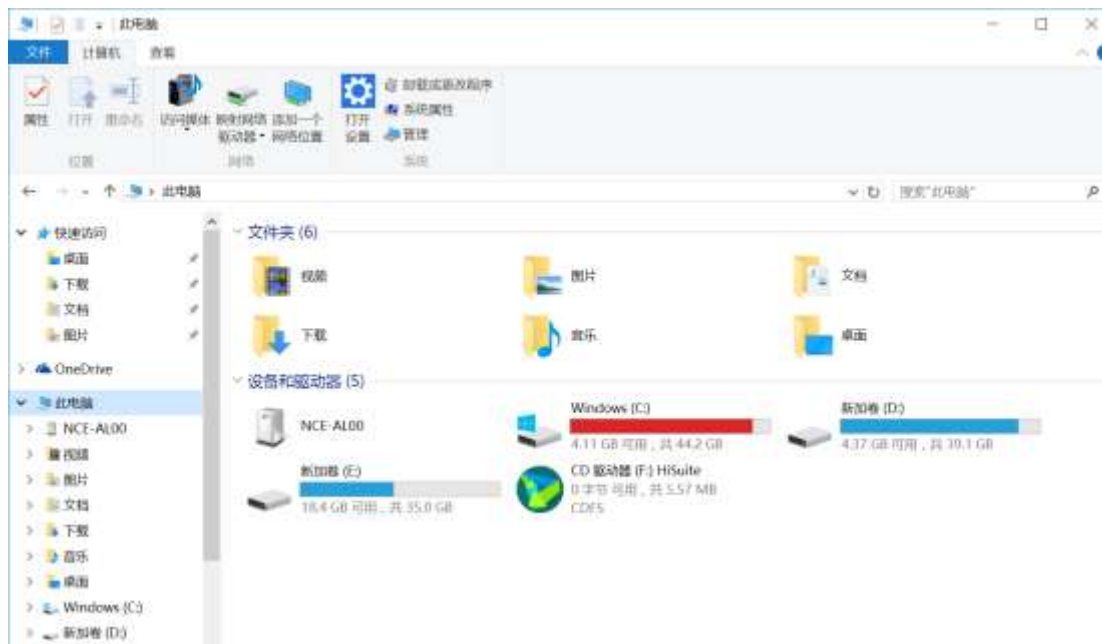 此电脑
文件 计算机 查看
属性 打开 重命名 访问媒体 映射网络驱动器 添加一个网络位置 打开设置 卸载或更改程序
系统属性
管理
位置 网络 系统
此电脑 搜索"此电脑"
快速访问
桌面
下载
文档
图片
OneDrive
此电脑
NCE-AL00
视频
图片
文档
下载
音乐
桌面
Windows (C:)
新加卷 (D:)
文件夹 (6)
视频 图片 文档
下载 音乐 桌面
设备和驱动器 (5)
NCE-AL00
Windows (C:)
4.11 GB 可用，共 44.2 GB
新加卷 (D:)
4.37 GB 可用，共 39.1 GB
新加卷 (E:)
18.4 GB 可用，共 35.0 GB
CD 驱动器 (F:) HiSuite
0 字节 可用，共 5.57 MB
CDFS